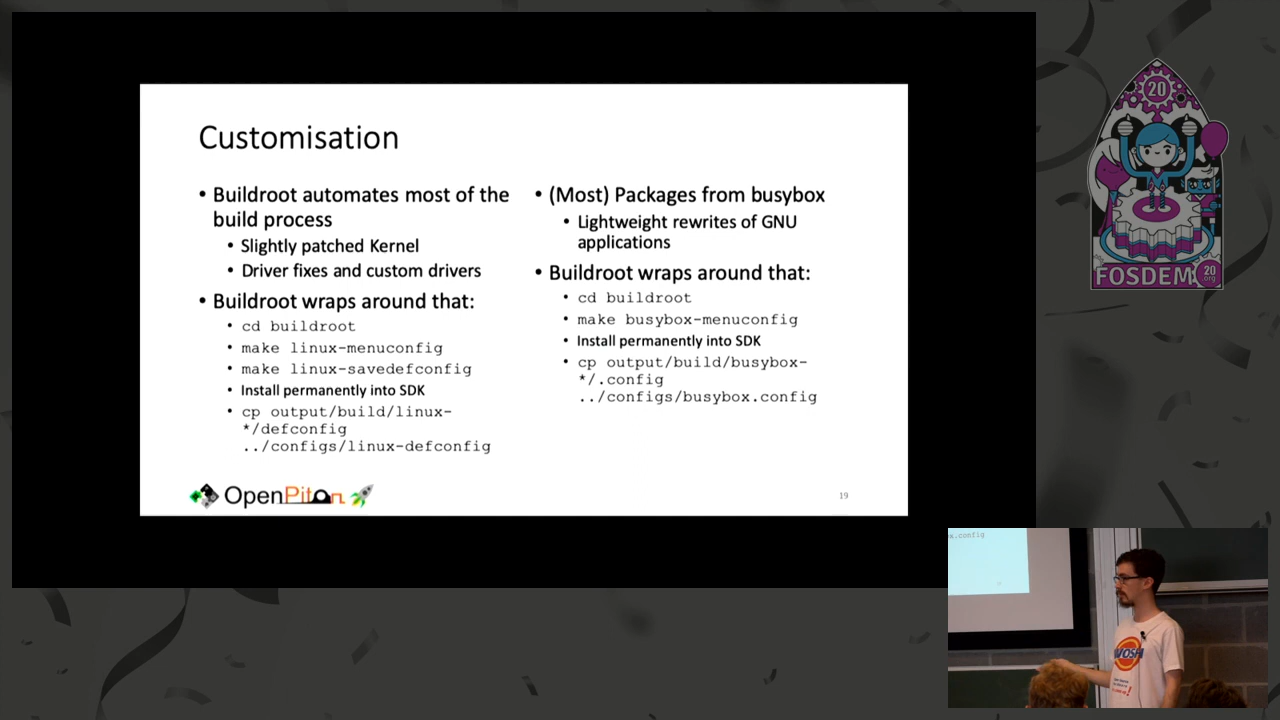 Customisation
• Buildroot automates most of the
build process
• Slightly patched Kernel
• Driver fixes and custom drivers
• Buildroot wraps around that:
• cd buildroot
• make linux-menuconfig
• make linux-savedefconfig
• Install permanently into SDK
• cp output/build/linux-
*/defconfig
../configs/linux-defconfig
• (Most) Packages from busybox
• Lightweight rewrites of GNU
applications
• Buildroot wraps around that:
• cd buildroot
• make busybox-menuconfig
• Install permanently into SDK
• cp output/build/busybox-
*/.config
../configs/busybox.config
OpenPiton
19
20
FOSDEM 20
.org